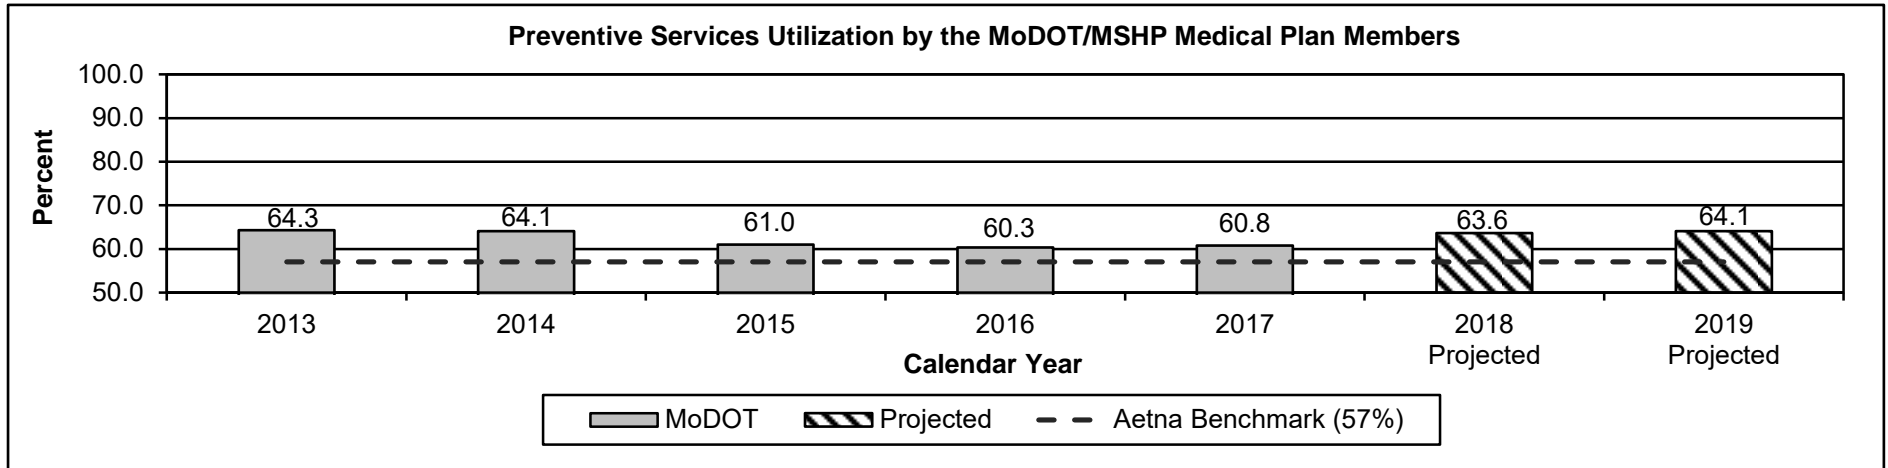 Preventive Services Utilization by the MoDOT/MSHP Medical Plan Members
Percent
100.0
90.0
80.0
70.0
60.0
50.0
64.3
64.1
61.0
60.3
60.8
63.6
64.1
2013
2014
2015
2016
2017
2018
Projected
2019
Projected
Calendar Year
MoDOT
Projected
Aetna Benchmark (57%)